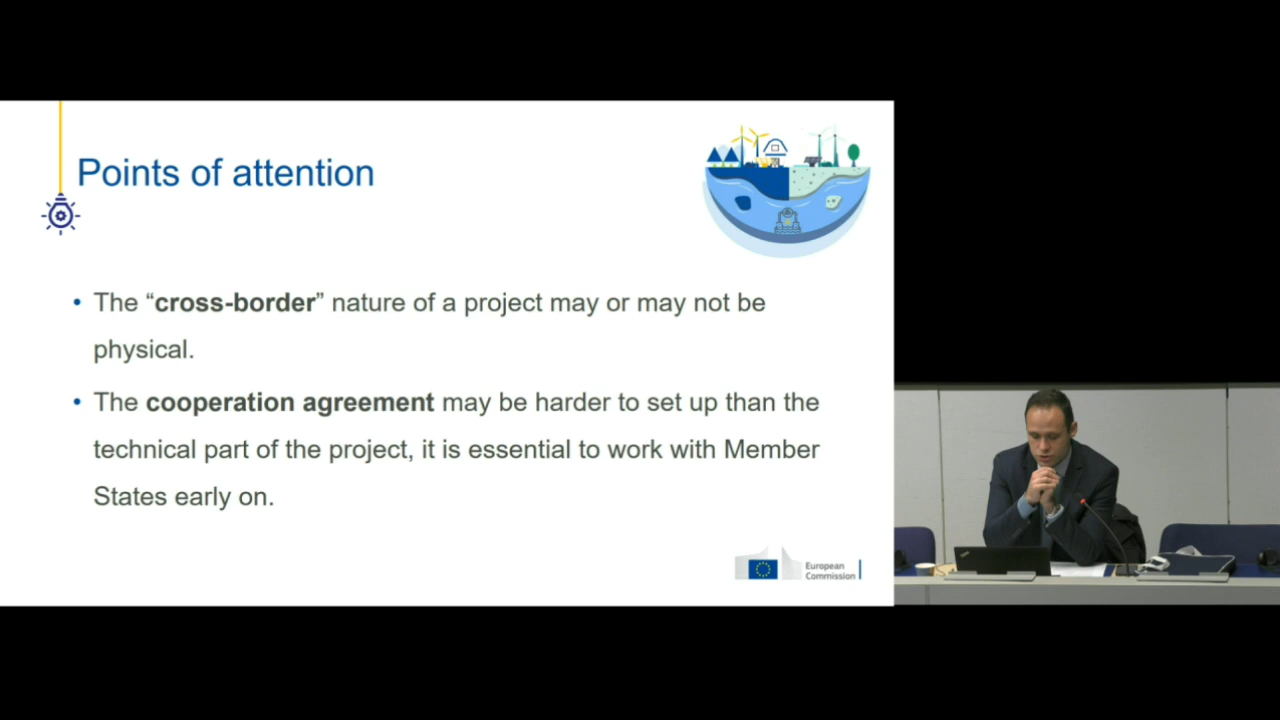 Points of attention
• The “cross-border” nature of a project may or may not be
physical.
• The cooperation agreement may be harder to set up than the
technical part of the project, it is essential to work with Member
States early on.
European
Commission